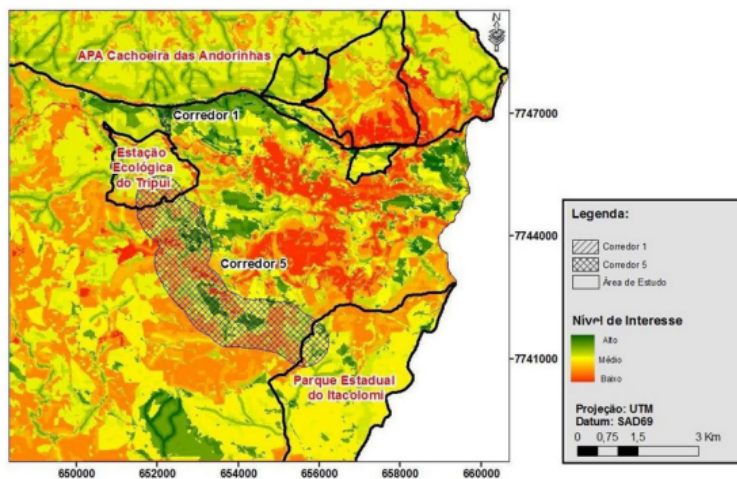 N
APA Cachoeira das Andorinhas
Corredor 1
Estação
Ecológica
do Tripuí
Corredor 5
Parque Estadual
do Itacolomi
7747000
7744000
7741000
650000 652000 654000 656000 658000 660000
Legenda:
Corredor 1
Corredor 5
Área de Estudo
Nível de Interesse
Alto
Médio
Baixo
Projeção: UTM
Datum: SAD69
0 0,75 1,5 3 Km